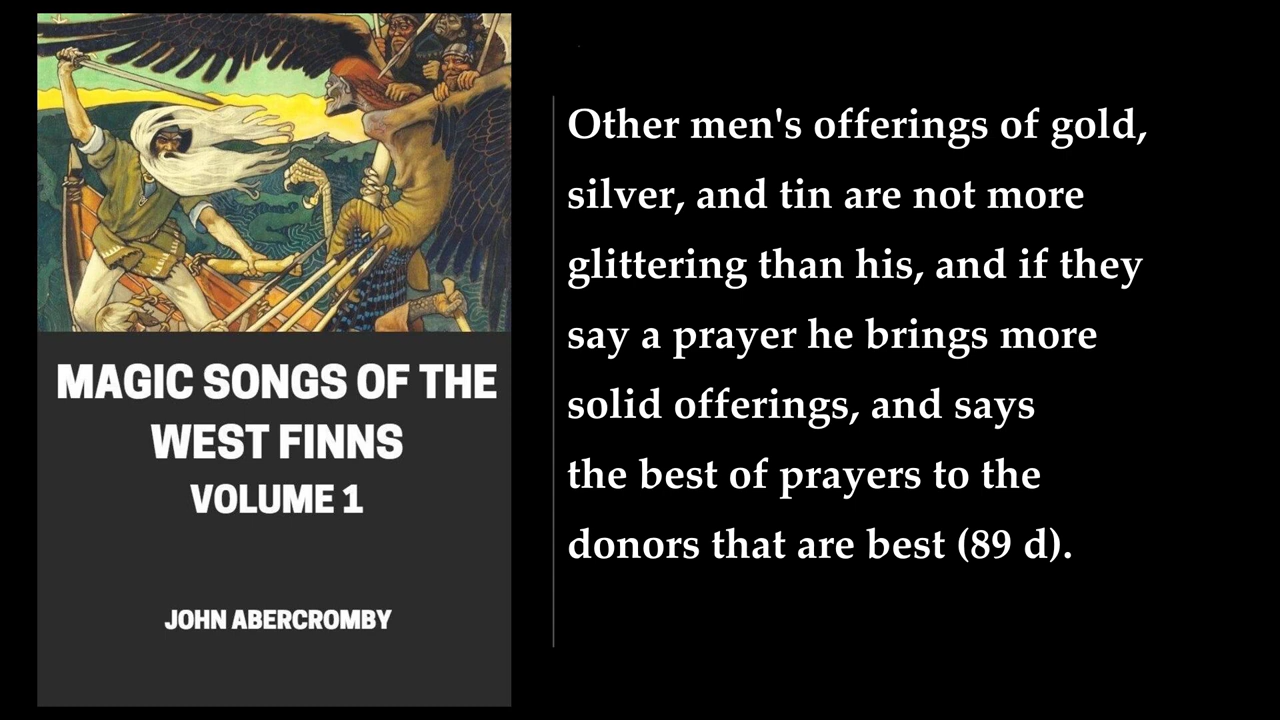 MAGIC SONGS OF THE
WEST FINNS
VOLUME 1
JOHN ABERCROMBY
Other men's offerings of gold,
silver, and tin are not more
glittering than his, and if they
say a prayer he brings more
solid offerings, and says
the best of prayers to the
donors that are best (89 d).